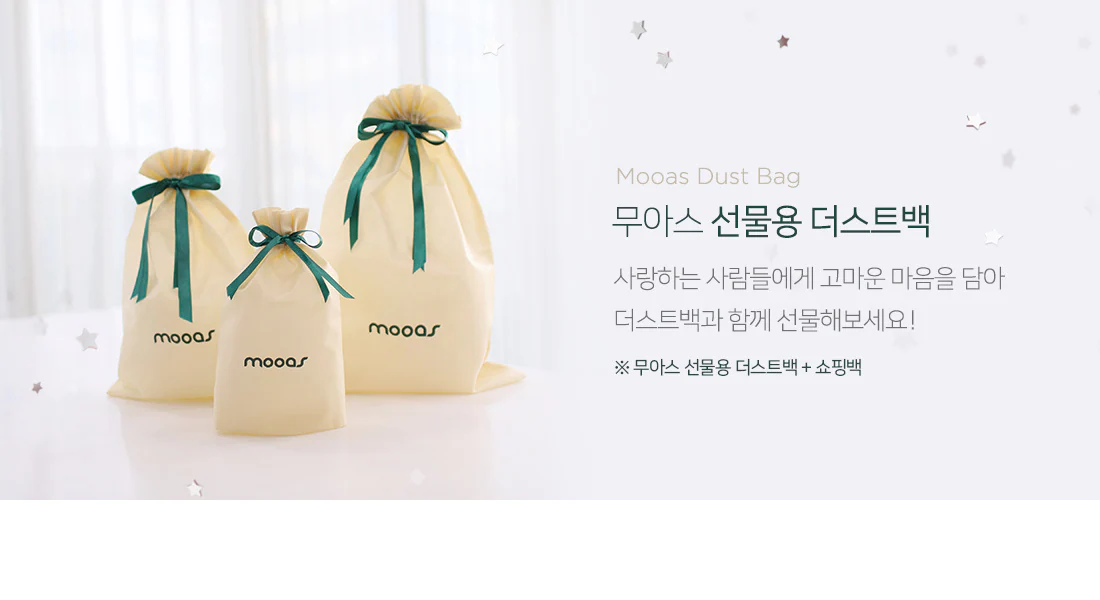 mooas
mooas
mooas
Mooas Dust Bag
무아스 선물용 더스트백
사랑하는 사람들에게 고마운 마음을 담아
더스트백과 함께 선물해보세요!
※ 무아스 선물용 더스트백 + 쇼핑백